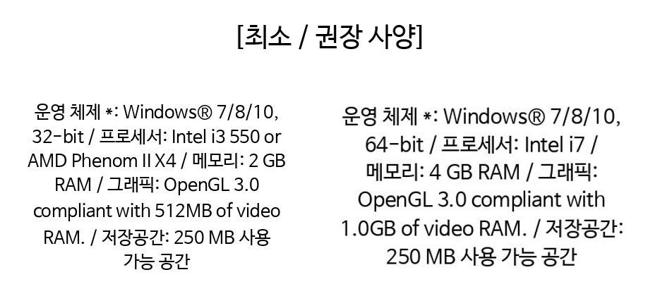 [최소 / 권장 사양]
운영 체제 *: Windows® 7/8/10,
32-bit / 프로세서: Intel i3 550 or
AMD Phenom II X4 / 메모리: 2 GB
RAM / 그래픽: OpenGL 3.0
compliant with 512MB of video
RAM. / 저장공간: 250 MB 사용
가능 공간
운영 체제 *: Windows® 7/8/10,
64-bit / 프로세서: Intel i7 /
메모리: 4 GB RAM / 그래픽:
OpenGL 3.0 compliant with
1.0GB of video RAM. / 저장공간:
250 MB 사용 가능 공간